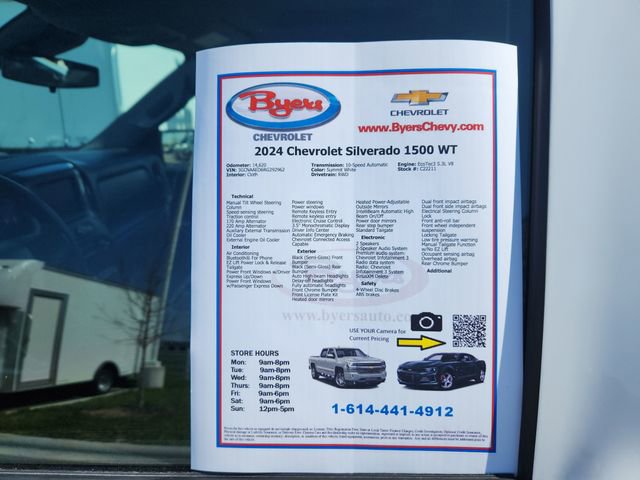 Byers
CHEVROLET
CHEVROLET
www.ByersChevy.com
2024 Chevrolet Silverado 1500 WT
Odometer: 14,620
Transmission: 10-Speed Automatic
Engine: EcoTec3 5.3L V8
Color: Summit White
Stock #: C22211
Interior: Cloth
Drivetrain: RWD
Technical
Manual Tilt Wheel Steering
Column
Speed sensing steering
Traction control
170 Amp Alternator
220 Amp Alternator
Auxiliary External Transmission
Oil Cooler
External Engine Oil Cooler
Interior
Air Conditioning
Bluetooth® For Phone
EZ Lift Power Lock & Release
Tailgate
Power Front Windows w/Driver
Express Up/Down
Power Front Windows
w/Passenger Express Down
Power steering
Power windows
Remote Keyless Entry
Remote keyless entry
Electronic Cruise Control
3.5" Monochromatic Display
Driver Info Center
Automatic Emergency Braking
Chevrolet Connected Access
Capable
Exterior
Black (Semi-Gloss) Front
Bumper
Black (Semi-Gloss) Rear
Bumper
Auto High-beam Headlights
Delay-off headlights
Fully automatic headlights
Front Chrome Bumper
Front License Plate Kit
Heated door mirrors
Heated Power-Adjustable
Outside Mirrors
IntelliBeam Automatic High
Beam On/Off
Power door mirrors
Rear step bumper
Standard Tailgate
Electronic
2 Speakers
2-Speaker Audio System
Premium audio system:
Chevrolet Infotainment 3
Radio data system
Radio: Chevrolet
Infotainment 3 System
SiriusXM Delete
Safety
4-Wheel Disc Brakes
ABS brakes
Dual front impact airbags
Dual front side impact airbags
Electrical Steering Column
Lock
Front anti-roll bar
Front wheel independent
suspension
Locking Tailgate
Low tire pressure warning
Manual Tailgate Function
w/No EZ Lift
Occupant sensing airbag
Overhead airbag
Rear Chrome Bumper
Additional
www.byersauto.com
USE YOUR Camera for
Current Pricing
STORE HOURS
Mon: 9am-8pm
Tue: 9am-8pm
Wed: 9am-8pm
Thurs: 9am-8pm
Fri: 9am-6pm
Sat: 9am-6pm
Sun: 12pm-5pm
1-614-441-4912